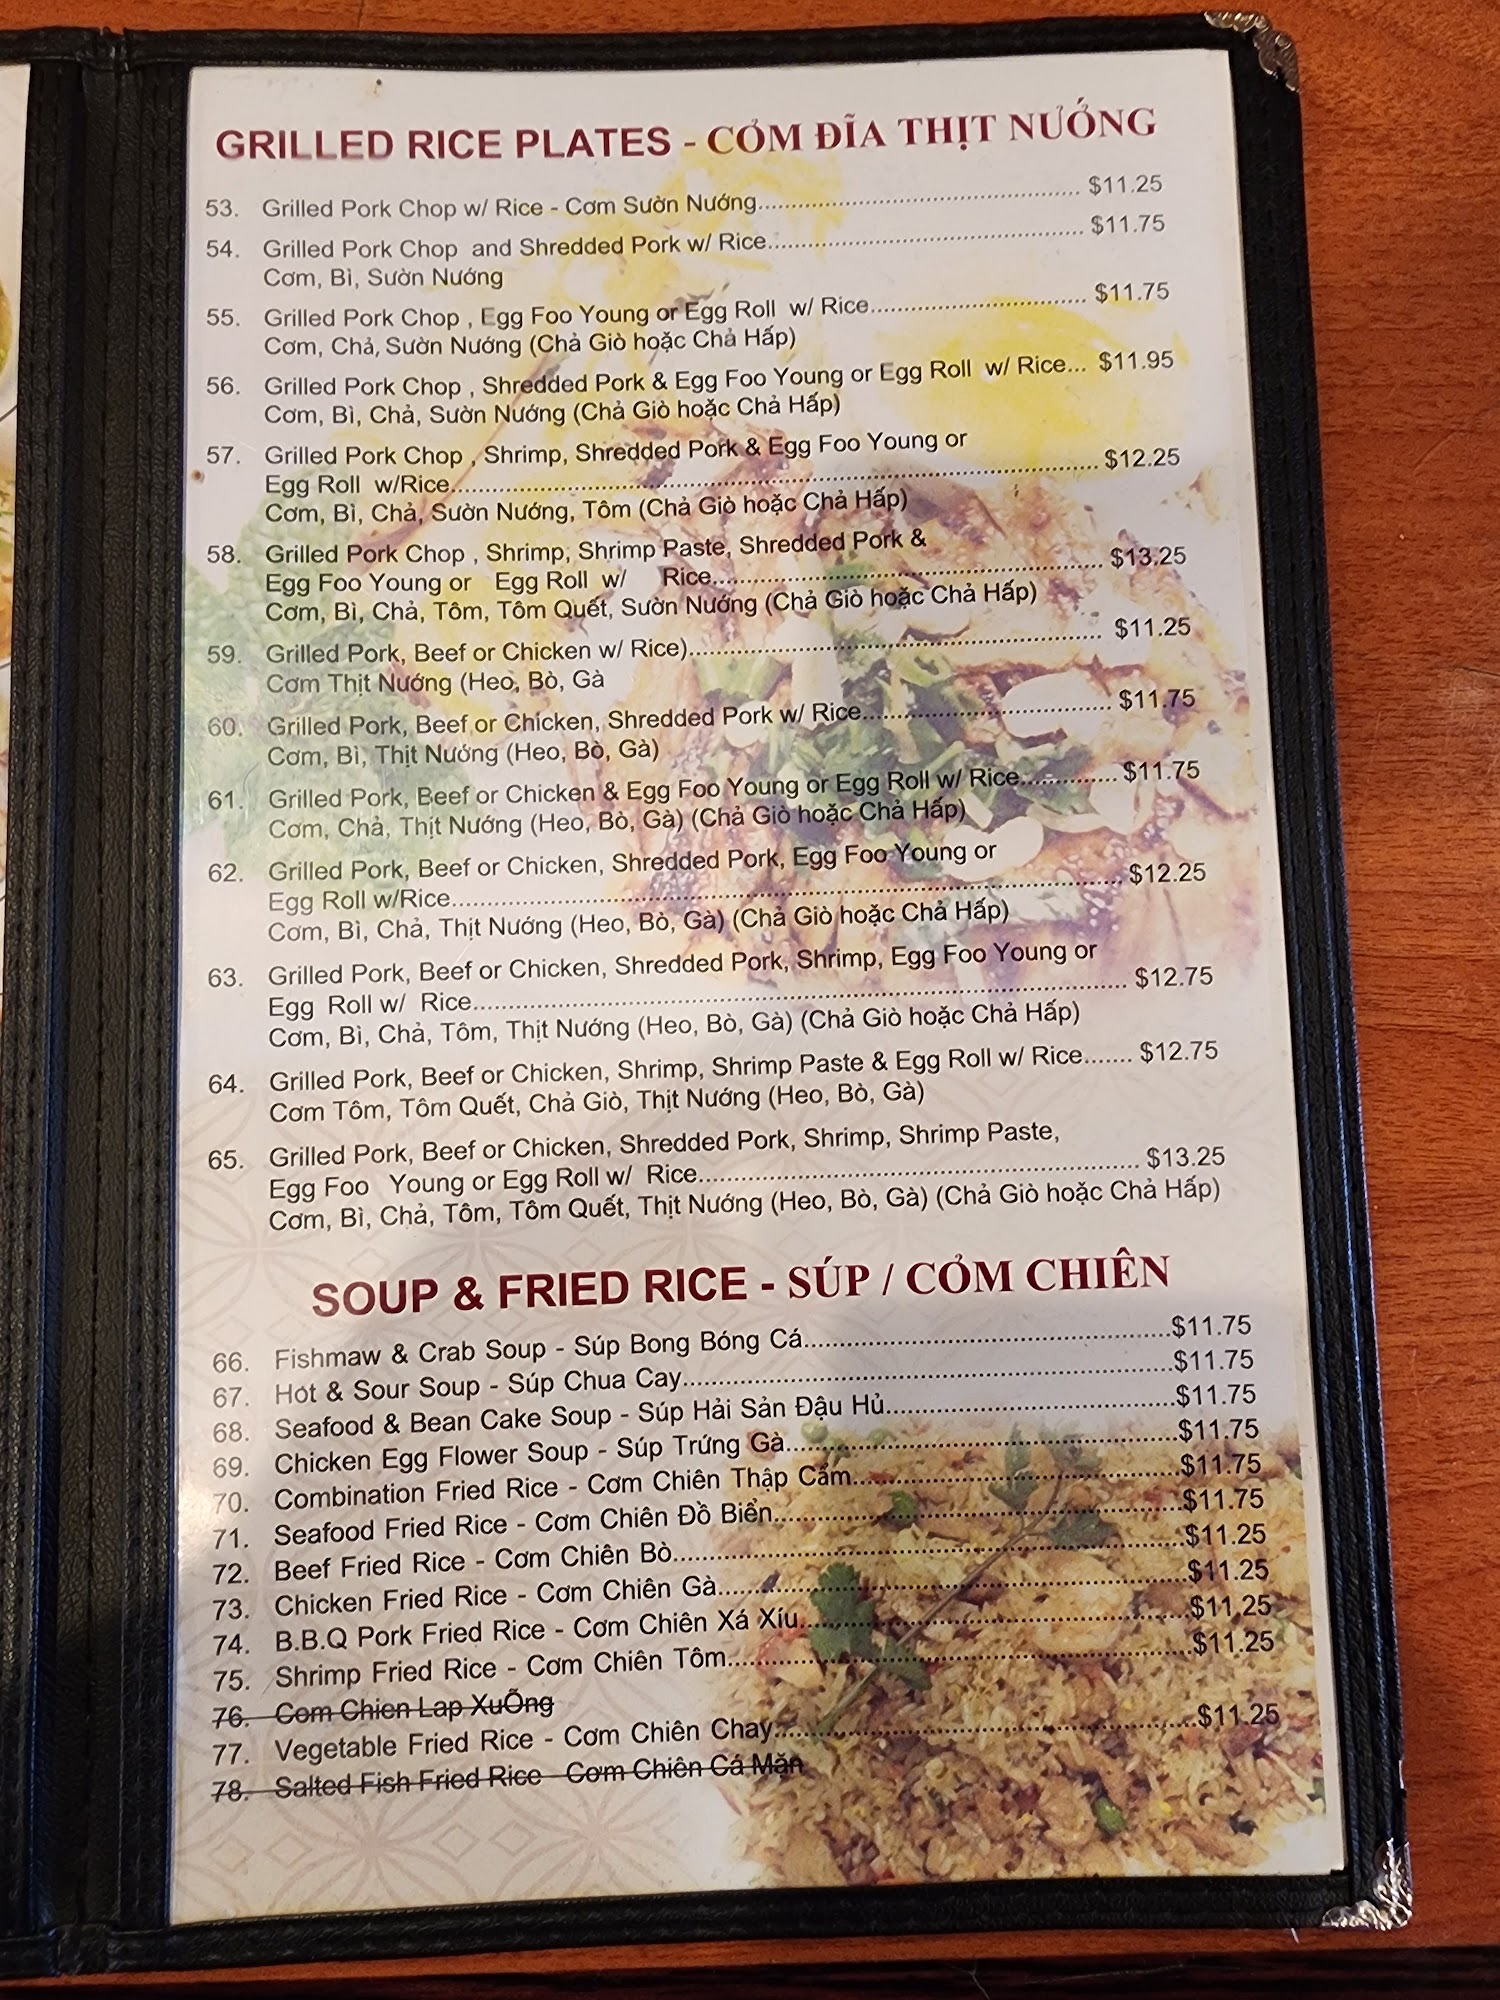 GRILLED RICE PLATES - CỎM ĐĨA THỊT NƯỚNG
53. Grilled Pork Chop w/ Rice - Cơm Sườn Nướng.......... $11.25
54. Grilled Pork Chop and Shredded Pork w/ Rice.......... $11.75
Cơm, Bì, Sườn Nướng
55. Grilled Pork Chop , Egg Foo Young or Egg Roll w/ Rice.......... $11.75
Cơm, Chả, Sườn Nướng (Chả Giò hoặc Chả Hấp)
56. Grilled Pork Chop , Shredded Pork & Egg Foo Young or Egg Roll w/ Rice... $11.95
Cơm, Bì, Chả, Sườn Nướng (Chả Giò hoặc Chả Hấp)
57. Grilled Pork Chop , Shrimp, Shredded Pork & Egg Foo Young or
Egg Roll w/Rice.......... $12.25
Cơm, Bì, Chả, Sườn Nướng, Tôm (Chả Giò hoặc Chả Hấp)
58. Grilled Pork Chop , Shrimp, Shrimp Paste, Shredded Pork &
Egg Foo Young or Egg Roll w/ Rice.......... $13.25
Cơm, Bì, Chả, Tôm, Tôm Quết, Sườn Nướng (Chả Giò hoặc Chả Hấp)
59. Grilled Pork, Beef or Chicken w/ Rice).......... $11.25
Cơm Thịt Nướng (Heo, Bò, Gà
60. Grilled Pork, Beef or Chicken, Shredded Pork w/ Rice.......... $11.75
Cơm, Bì, Thịt Nướng (Heo, Bò, Gà)
61. Grilled Pork, Beef or Chicken & Egg Foo Young or Egg Roll w/ Rice.......... $11.75
Cơm, Chả, Thịt Nướng (Heo, Bò, Gà) (Chả Giò hoặc Chả Hấp)
62. Grilled Pork, Beef or Chicken, Shredded Pork, Egg Foo Young or
Egg Roll w/Rice.......... $12.25
Cơm, Bì, Chả, Thịt Nướng (Heo, Bò, Gà) (Chả Giò hoặc Chả Hấp)
63. Grilled Pork, Beef or Chicken, Shredded Pork, Shrimp, Egg Foo Young or
Egg Roll w/ Rice.......... $12.75
Cơm, Bì, Chả, Tôm, Thịt Nướng (Heo, Bò, Gà) (Chả Giò hoặc Chả Hấp)
64. Grilled Pork, Beef or Chicken, Shrimp, Shrimp Paste & Egg Roll w/ Rice....... $12.75
Cơm Tôm, Tôm Quết, Chả Giò, Thịt Nướng (Heo, Bò, Gà)
65. Grilled Pork, Beef or Chicken, Shredded Pork, Shrimp, Shrimp Paste,
Egg Foo Young or Egg Roll w/ Rice.......... $13.25
Cơm, Bì, Chả, Tôm, Tôm Quết, Thịt Nướng (Heo, Bò, Gà) (Chả Giò hoặc Chả Hấp)
SOUP & FRIED RICE - SÚP / CỎM CHIÊN
66. Fishmaw & Crab Soup - Súp Bong Bóng Cá..........$11.75
67. Hot & Sour Soup - Súp Chua Cay..........$11.75
68. Seafood & Bean Cake Soup - Súp Hải Sản Đậu Hủ..........$11.75
69. Chicken Egg Flower Soup - Súp Trứng Gà..........$11.75
70. Combination Fried Rice - Cơm Chiên Thập Cẩm..........$11.75
71. Seafood Fried Rice - Cơm Chiên Đồ Biển..........$11.75
72. Beef Fried Rice - Cơm Chiên Bò..........$11.25
73. Chicken Fried Rice - Cơm Chiên Gà..........$11.25
74. B.B.Q Pork Fried Rice - Cơm Chiên Xá Xíu..........$11.25
75. Shrimp Fried Rice - Cơm Chiên Tôm..........$11.25
76. Com Chien Lap XuÕng
77. Vegetable Fried Rice - Cơm Chiên Chay..........$11.25
78. Salted Fish Fried Rice - Cơm Chiên Cá Mặn